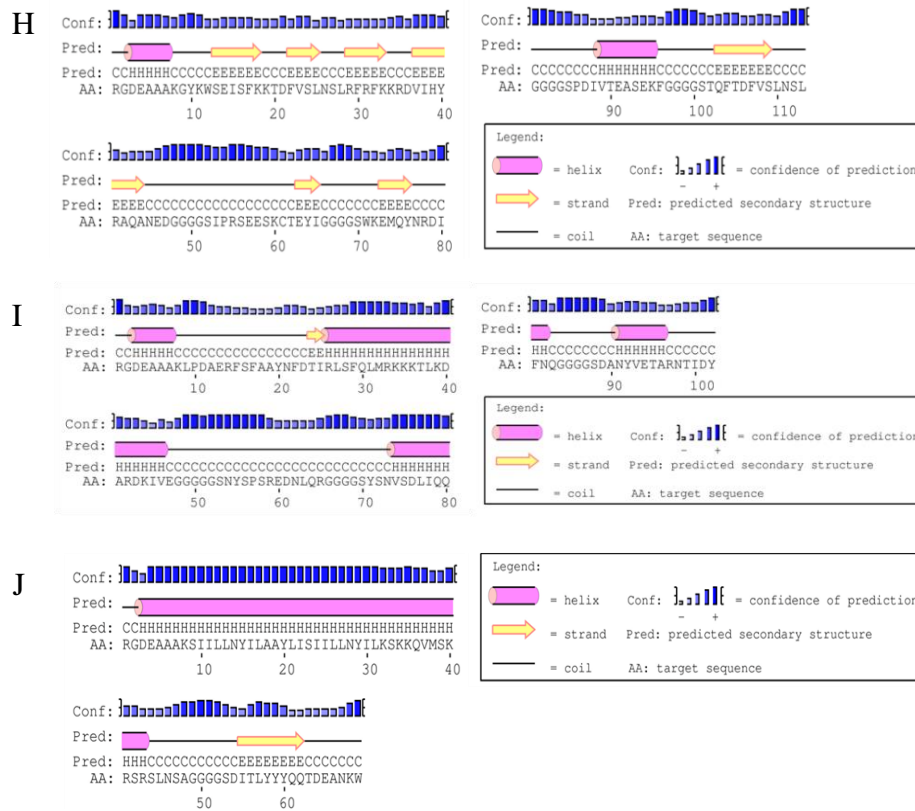 H
Conf:
Pred:
Pred: CCHHHHHCCCCCEEEEEEECCCEEEECCCEEEEECCCEEEE
AA: RGDEAAAKGYKWSEISFKKTDFVSLNSLRFRFKKRDVIHY
10 20 30 40
Conf:
Pred:
Pred: EEEECCCCCCCCCCCCCCCCCCEEECCCCCCCEEEECCCC
AA: RAQANEDGGGGSIPRSEESKCTEYIGGGGSWKEMQYNRDI
50 60 70 80
Conf:
Pred:
Pred: CCCCCCCCHHHHHHHCCCCCCCEEEEEEECCCC
AA: GGGGSPDIVTEASEKFGGGGSTQFTDFVSLNSL
90 100 110
Legend:
= helix Conf: = confidence of prediction
- +
= strand Pred: predicted secondary structure
= coil AA: target sequence
I
Conf:
Pred:
Pred: CCHHHHHCCCCCCCCCCCCCCCCEEHHHHHHHHHHHHHHH
AA: RGDEAAAKLPDAERFSFAAYNFDTIRLSFQLMRKKKTLKD
10 20 30 40
Conf:
Pred:
Pred: HHHHHHCCCCCCCCCCCCCCCCCCCCCCCCCCCHHHHHHH
AA: ARDKIVEGGGGGSNYSPSREDNLQRGGGGSYSNVSDLIQQ
50 60 70 80
Conf:
Pred:
Pred: HHCCCCCCCCHHHHHHCCCCCC
AA: FNQGGGGSDANYVETARNTIDY
90 100
Legend:
= helix Conf: = confidence of prediction
- +
= strand Pred: predicted secondary structure
= coil AA: target sequence
J
Conf:
Pred:
Pred: CCHHHHHHHHHHHHHHHHHHHHHHHHHHHHHHHHHHHHHH
AA: RGDEAAAKSIILLNYILAAYLISIILLNYILKSKKQVMSK
10 20 30 40
Conf:
Pred:
Pred: HHHCCCCCCCCCCCEEEEEEEECCCCCCC
AA: RSRSLNSAGGGGSDITLYYYQQTDEANKW
50 60
Legend:
= helix Conf: = confidence of prediction
- +
= strand Pred: predicted secondary structure
= coil AA: target sequence